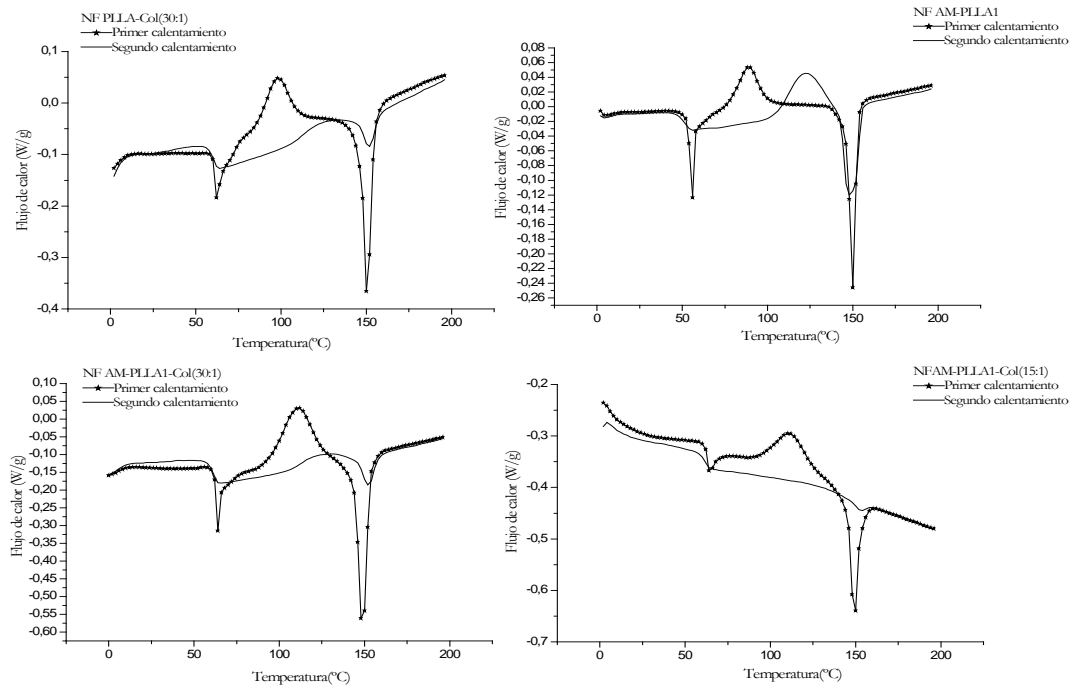 NF PLLA-Col(30:1)
Primer calentamiento
Segundo calentamiento
0,1
0,0
-0,1
-0,2
-0,3
-0,4
Flujo de calor (W/g)
0 50 100 150 200
Temperatura(ºC)
NF AM-PLLA1
Primer calentamiento
Segundo calentamiento
0,08
0,06
0,04
0,02
0,00
-0,02
-0,04
-0,06
-0,08
-0,10
-0,12
-0,14
-0,16
-0,18
-0,20
-0,22
-0,24
-0,26
Flujo de calor (W/g)
0 50 100 150 200
Temperatura(ºC)
NF AM-PLLA1-Col(30:1)
Primer calentamiento
Segundo calentamiento
0,10
0,05
0,00
-0,05
-0,10
-0,15
-0,20
-0,25
-0,30
-0,35
-0,40
-0,45
-0,50
-0,55
-0,60
Flujo de calor (W/g)
0 50 100 150 200
Temperatura(ºC)
NFAM-PLLA1-Col(15:1)
Primer calentamiento
Segundo calentamiento
-0,2
-0,3
-0,4
-0,5
-0,6
-0,7
Flujo de calor (W/g)
0 50 100 150 200
Temperatura(ºC)